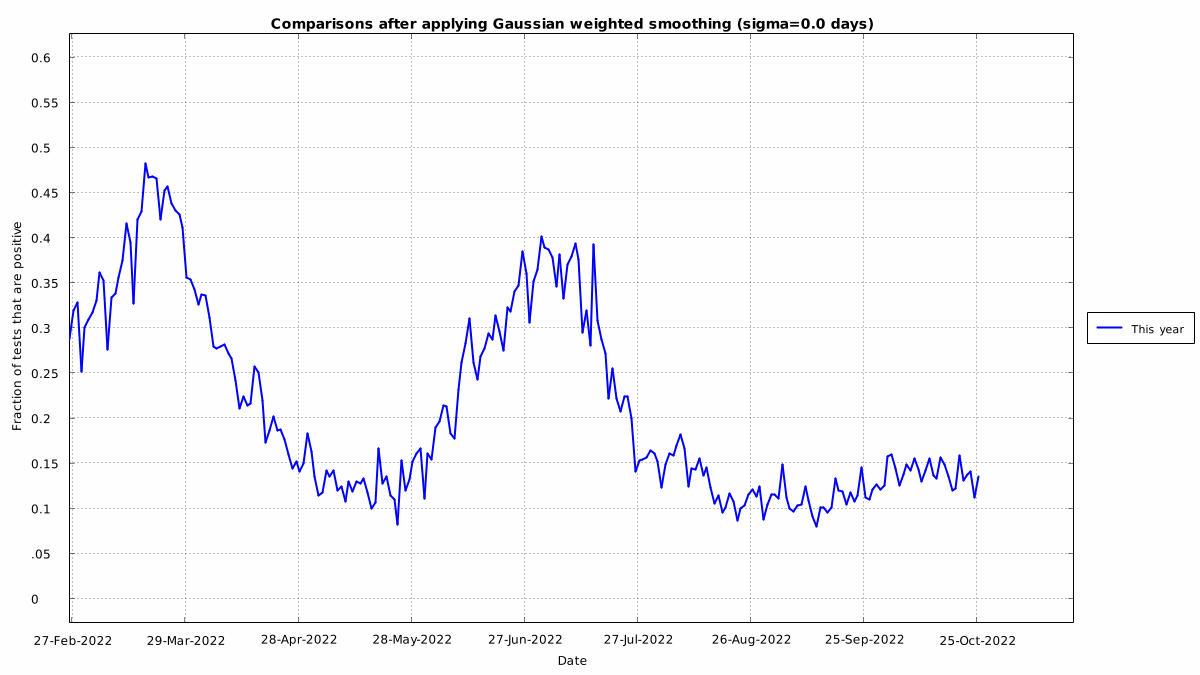 Comparisons after applying Gaussian weighted smoothing (sigma=0.0 days)
0.6
0.55
0.5
0.45
0.4
0.35
0.3
0.25
0.2
0.15
0.1
.05
0
Fraction of tests that are positive
27-Feb-2022 29-Mar-2022 28-Apr-2022 28-May-2022 27-Jun-2022 27-Jul-2022 26-Aug-2022 25-Sep-2022 25-Oct-2022
Date
This year